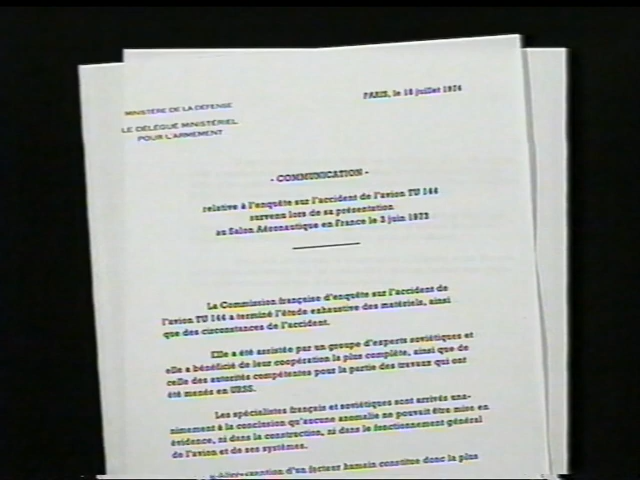 MINISTÈRE DE LA DÉFENSE
LE DÉLÉGUÉ MINISTÉRIEL
POUR L'ARMEMENT
PARIS, le 18 juillet 1974
- COMMUNICATION -
relative à l'enquête sur l'accident de l'avion TU 144
survenu lors de sa présentation
au Salon Aéronautique en France le 3 juin 1973
La Commission française d'enquête sur l'accident de
l'avion TU 144 a terminé l'étude exhaustive des matériels, ainsi
que des circonstances de l'accident.
Elle a été assistée par un groupe d'experts soviétiques et
elle a bénéficié de leur coopération la plus complète, ainsi que de
celle des autorités compétentes pour la partie des travaux qui ont
été menés en URSS.
Les spécialistes français et soviétiques sont arrivés una-
nimement à la conclusion qu'aucune anomalie ne pouvait être mise en
évidence, ni dans la construction, ni dans le fonctionnement général
de l'avion et de ses systèmes.
d'un facteur humain constitue donc la plus